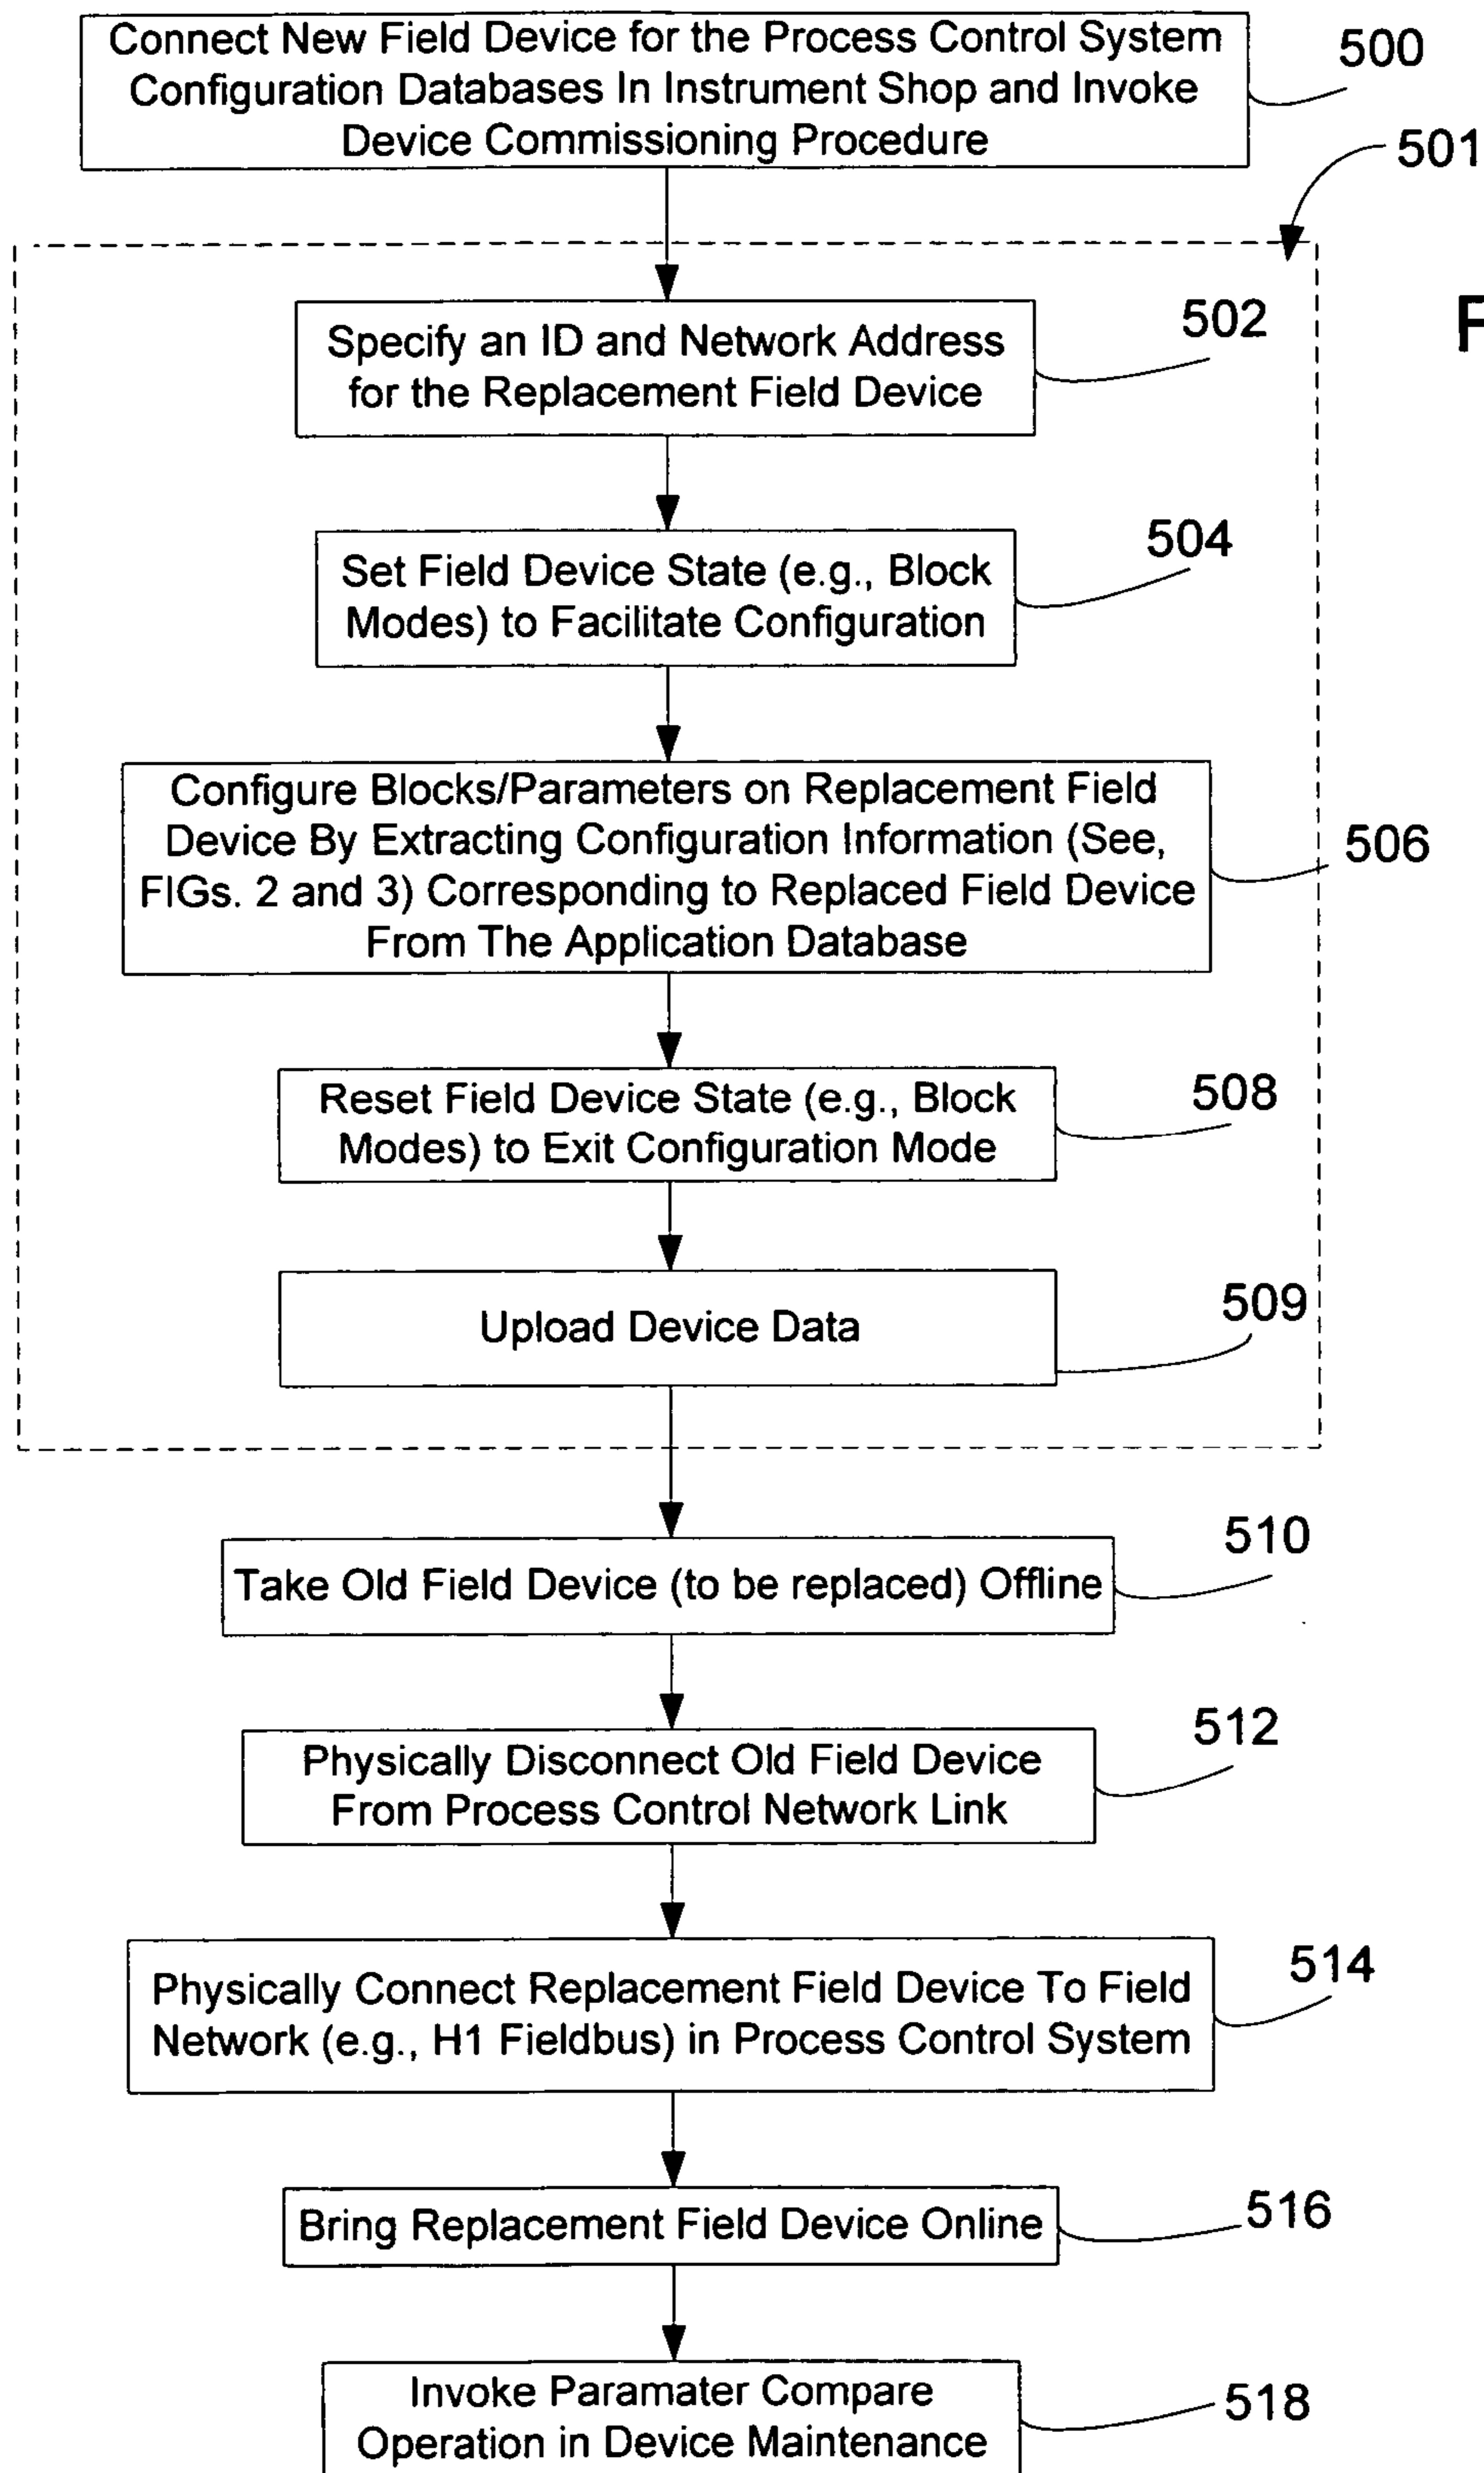 Connect New Field Device for the Process Control System
Configuration Databases In Instrument Shop and Invoke
Device Commissioning Procedure
500
501
Specify an ID and Network Address
for the Replacement Field Device
502
F
Set Field Device State (e.g., Block
Modes) to Facilitate Configuration
504
Configure Blocks/Parameters on Replacement Field
Device By Extracting Configuration Information (See,
FIGs. 2 and 3) Corresponding to Replaced Field Device
From The Application Database
506
Reset Field Device State (e.g., Block
Modes) to Exit Configuration Mode
508
Upload Device Data
509
Take Old Field Device (to be replaced) Offline
510
Physically Disconnect Old Field Device
From Process Control Network Link
512
Physically Connect Replacement Field Device To Field
Network (e.g., H1 Fieldbus) in Process Control System
514
Bring Replacement Field Device Online
516
Invoke Paramater Compare
Operation in Device Maintenance
518